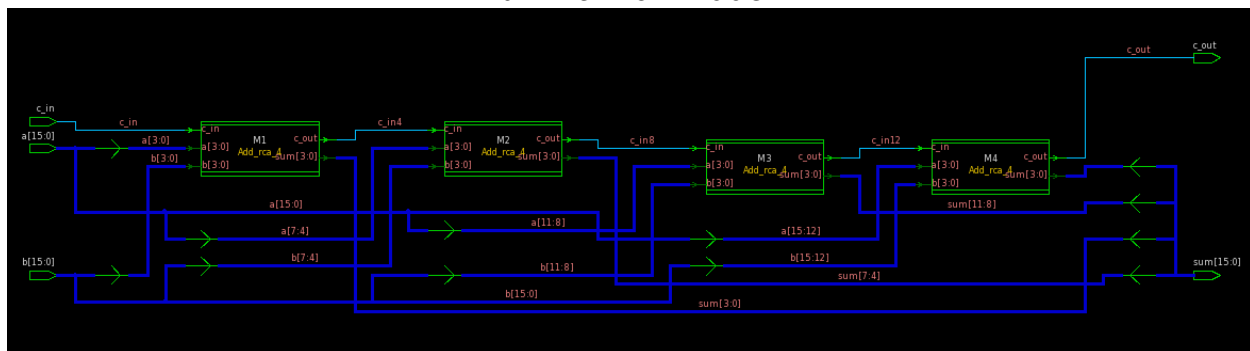 c_out
c_out
c_in
c_in
a[15:0]
a[3:0]
b[3:0]
c_in
a[3:0]
b[3:0]
M1
Add_rca_4
c_out
sum[3:0]
c_in4
c_in
a[3:0]
b[3:0]
M2
Add_rca_4
c_out
sum[3:0]
c_in8
c_in
a[3:0]
b[3:0]
M3
Add_rca_4
c_out
sum[3:0]
c_in12
c_in
a[3:0]
b[3:0]
M4
Add_rca_4
c_out
sum[3:0]
a[15:0]
sum[11:8]
a[7:4]
a[11:8]
a[15:12]
b[15:0]
b[7:4]
b[11:8]
b[15:12]
sum[7:4]
sum[15:0]
b[15:0]
sum[3:0]